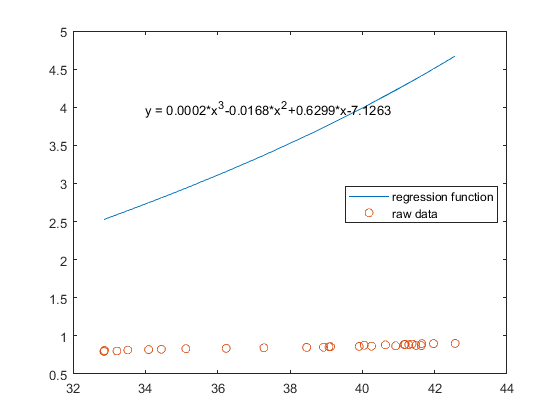 5
4.5
4
3.5
3
2.5
2
1.5
1
0.5
y = 0.0002*x^3-0.0168*x^2+0.6299*x-7.1263
regression function
raw data
32 34 36 38 40 42 44